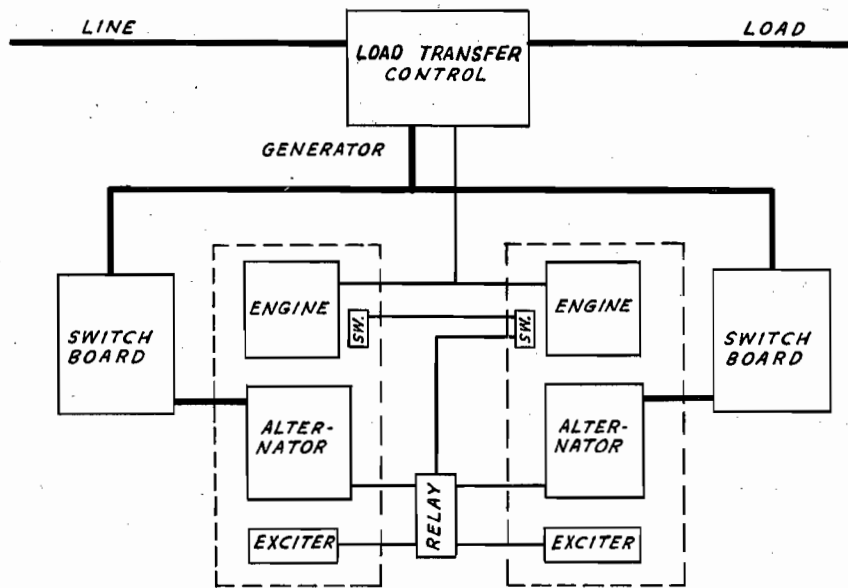 LINE
LOAD TRANSFER
CONTROL
LOAD
GENERATOR
SWITCH
BOARD
ENGINE
SW.
SW.
ENGINE
SWITCH
BOARD
ALTER-
NATOR
RELAY
ALTER-
NATOR
EXCITER
EXCITER